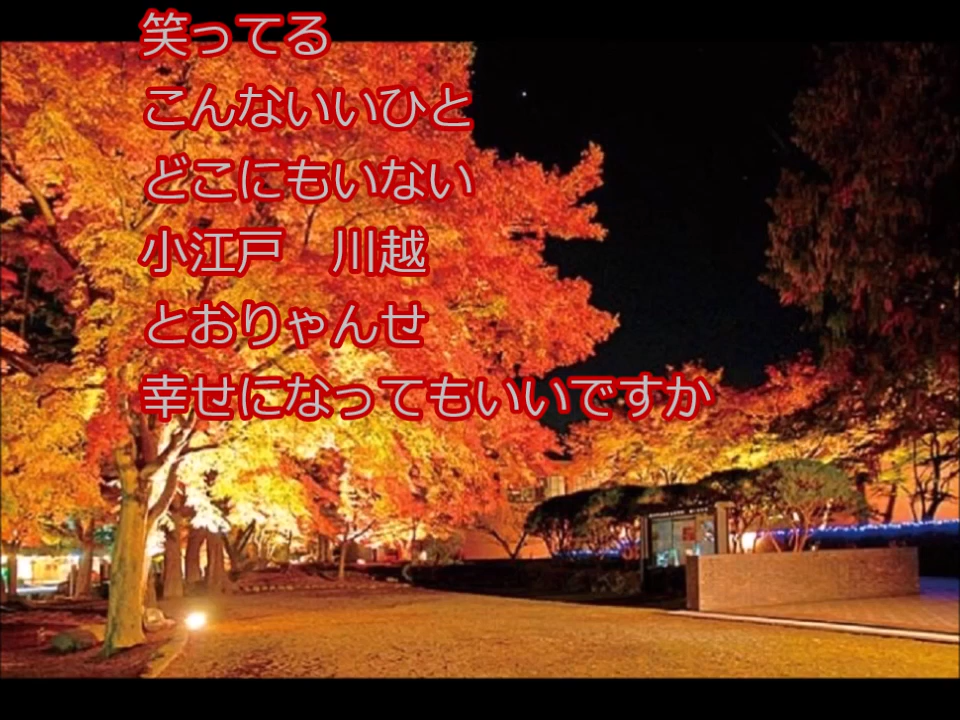 笑ってる
こんないいひと
どこにもいない
小江戸　川越
とおりゃんせ
幸せになってもいいですか